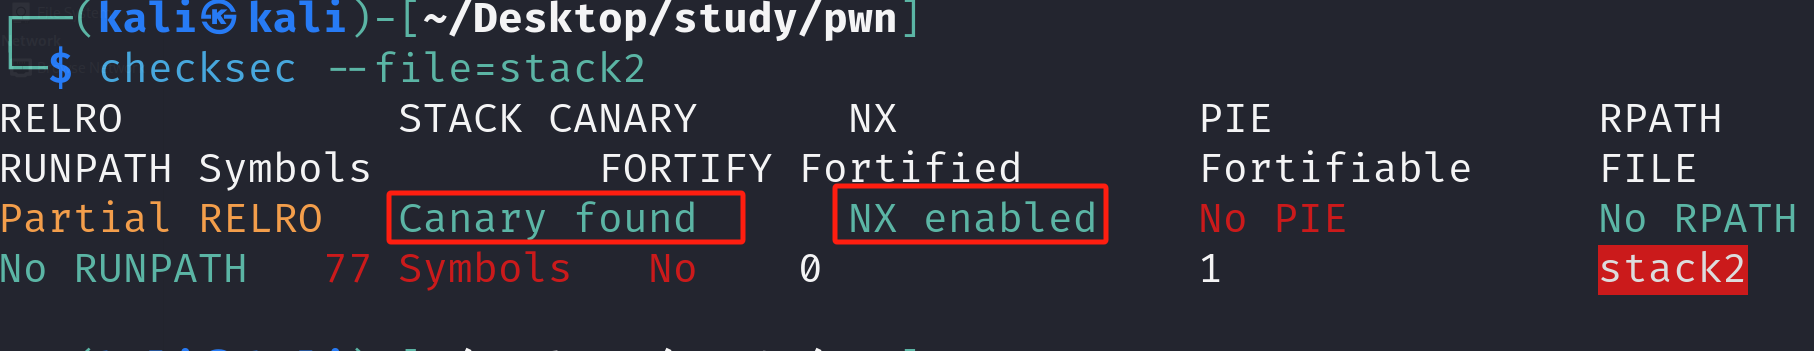 (kali㉿kali)-[~/Desktop/study/pwn]
$ checksec --file=stack2
RELRO STACK CANARY NX PIE RPATH
RUNPATH Symbols FORTIFY Fortified Fortifiable FILE
Partial RELRO Canary found NX enabled No PIE No RPATH
No RUNPATH 77 Symbols No 0 1 stack2